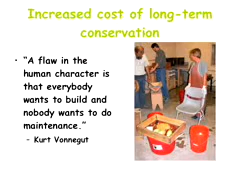 Increased cost of long-term
conservation
• “A flaw in the
human character is
that everybody
wants to build and
nobody wants to do
maintenance.”
– Kurt Vonnegut